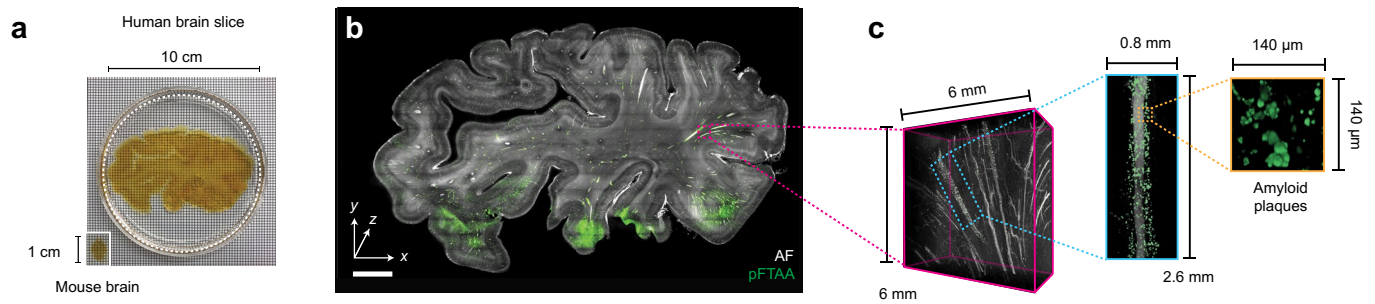 a
Human brain slice
10 cm
1 cm
Mouse brain
b
y
z
x
AF
pFTAA
c
6 mm
6 mm
0.8 mm
2.6 mm
140 µm
140 µm
Amyloid
plaques